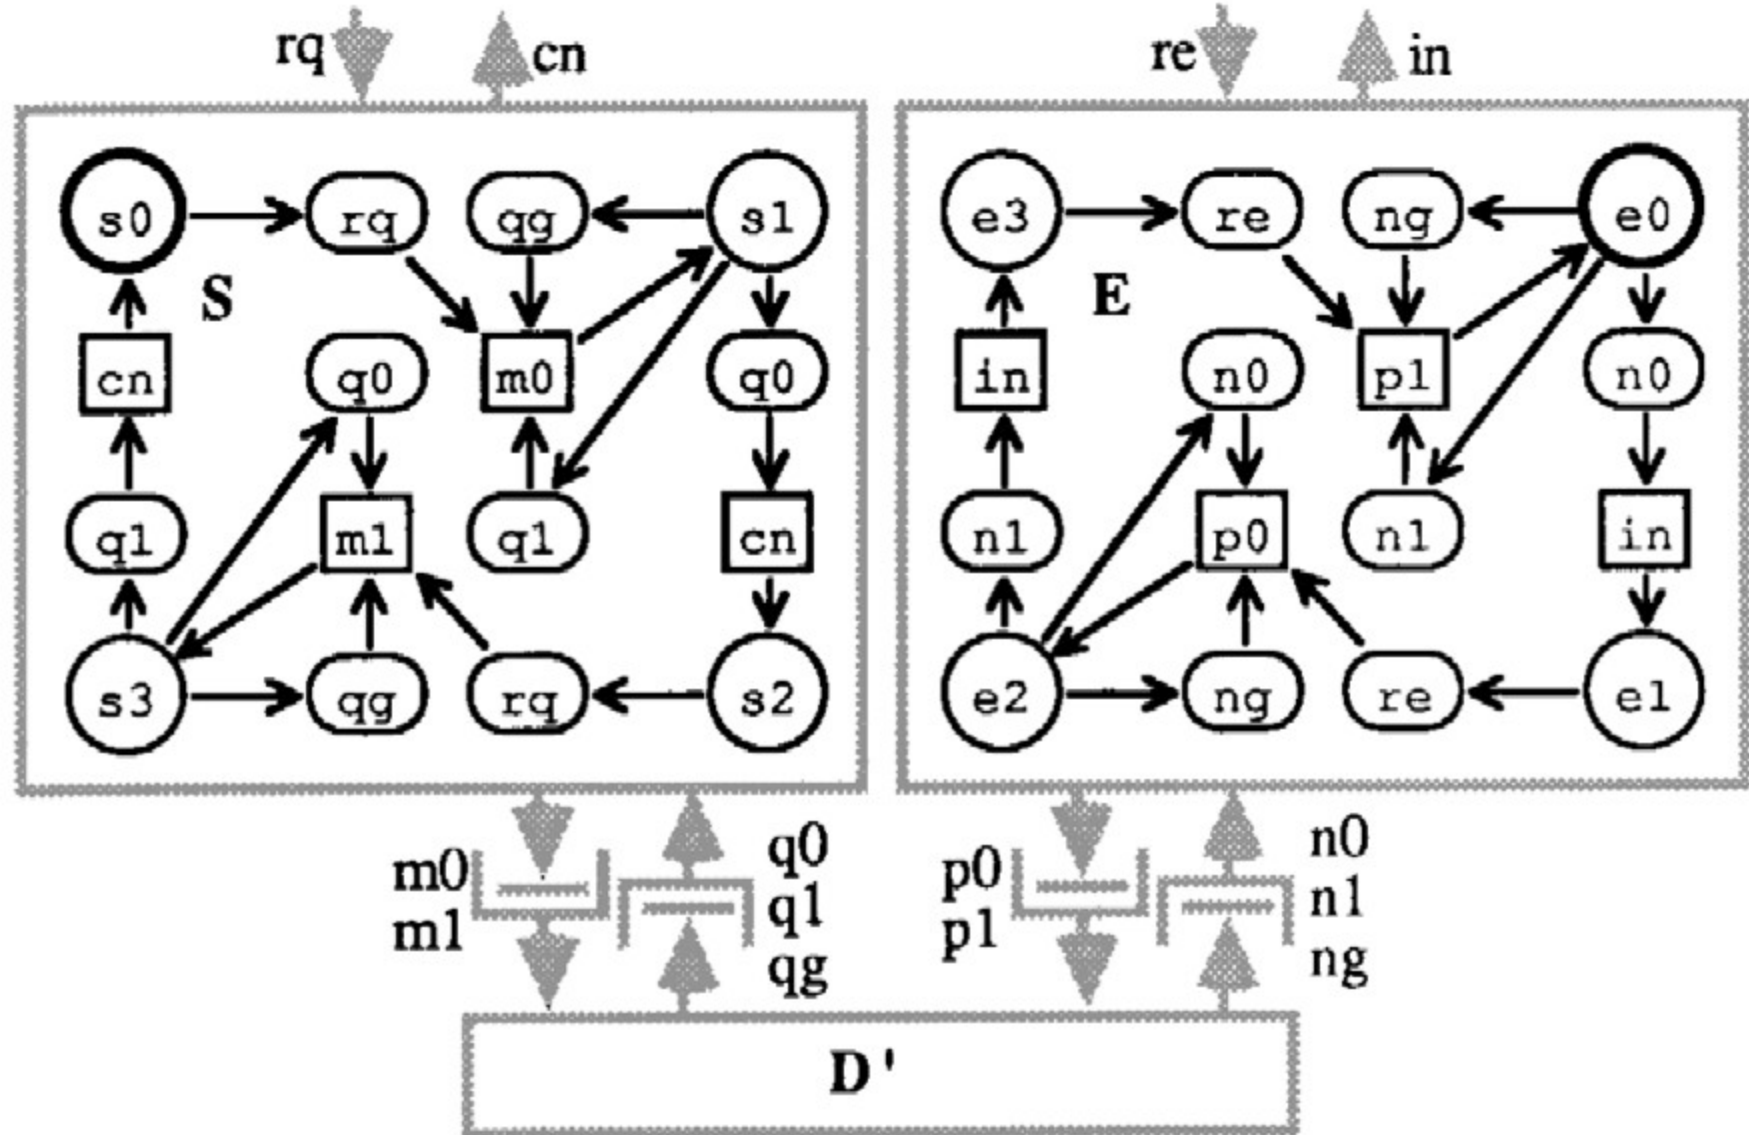 rq cn re in
s0 rq qg s1 e3 re ng e0
S E
cn q0 m0 q0 in n0 p1 n0
q1 m1 q1 cn n1 p0 n1 in
s3 qg rq s2 e2 ng re e1
m0 q0 p0 n0
m1 q1 p1 n1
qg ng
D'